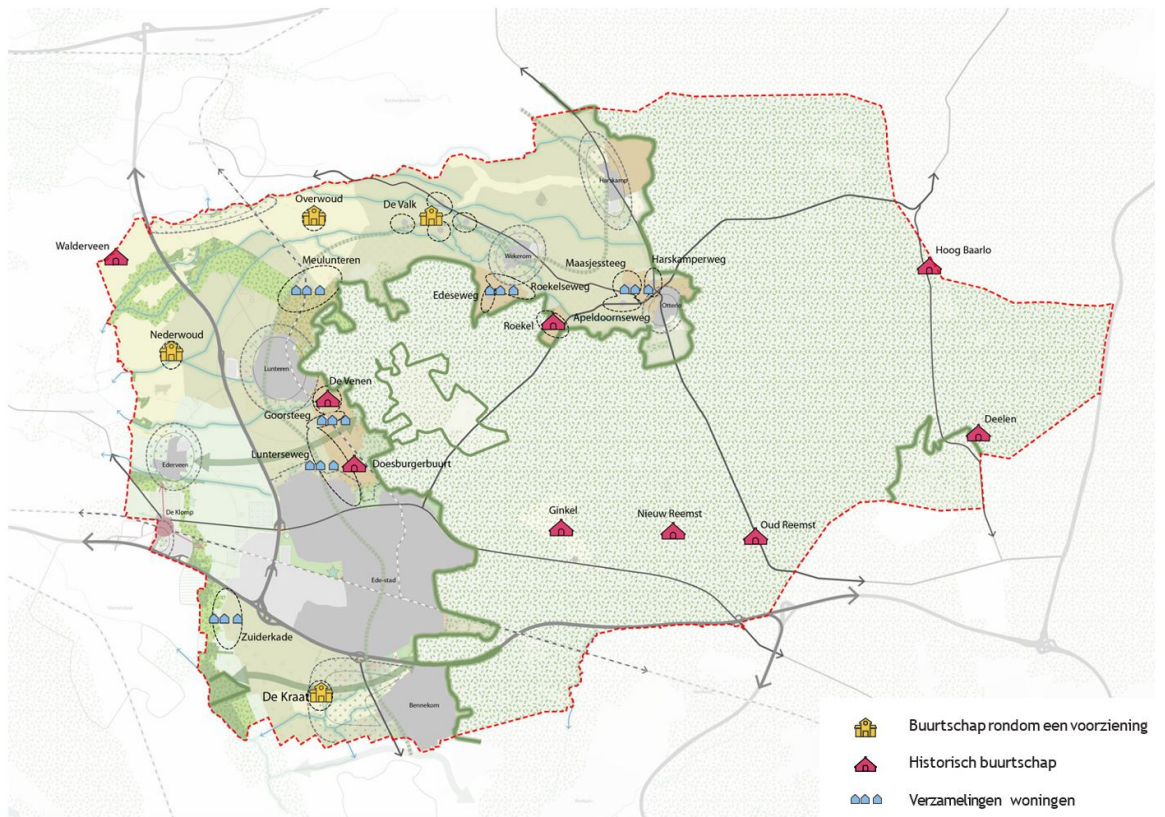 Harskamp
Overwoud
De Valk
Walderveen
Hoog Baarlo
Wekerom
Maasjessteeg
Harskamperweg
Meulunteren
Roekelseweg
Edeseweg
Otterlo
Apeldoornseweg
Roekel
Nederwoud
Lunteren
De Venen
Goorsteeg
Deelen
Lunterseweg
Doesburgerbuurt
Ederveen
De Klomp
Ginkel
Nieuw Reemst
Oud Reemst
Ede-stad
Zuiderkade
De Kraats
Bennekom
Buurtschap rondom een voorziening
Historisch buurtschap
Verzamelingen woningen